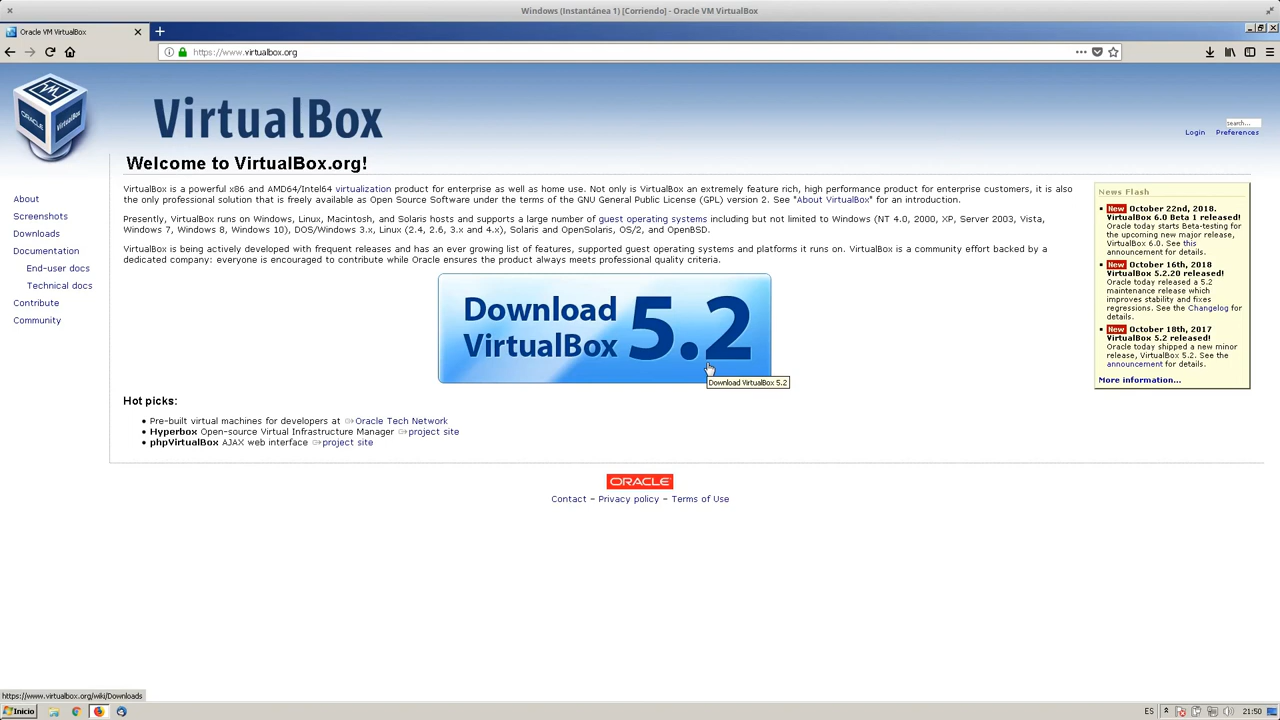 Windows (Instantánea 1) [Corriendo] - Oracle VM VirtualBox
Oracle VM VirtualBox
https://www.virtualbox.org
ORACLE
VirtualBox
VirtualBox
search...
Login Preferences
Welcome to VirtualBox.org!
About
Screenshots
Downloads
Documentation
End-user docs
Technical docs
Contribute
Community
VirtualBox is a powerful x86 and AMD64/Intel64 virtualization product for enterprise as well as home use. Not only is VirtualBox an extremely feature rich, high performance product for enterprise customers, it is also
the only professional solution that is freely available as Open Source Software under the terms of the GNU General Public License (GPL) version 2. See "About VirtualBox" for an introduction.
Presently, VirtualBox runs on Windows, Linux, Macintosh, and Solaris hosts and supports a large number of guest operating systems including but not limited to Windows (NT 4.0, 2000, XP, Server 2003, Vista,
Windows 7, Windows 8, Windows 10), DOS/Windows 3.x, Linux (2.4, 2.6, 3.x and 4.x), Solaris and OpenSolaris, OS/2, and OpenBSD.
VirtualBox is being actively developed with frequent releases and has an ever growing list of features, supported guest operating systems and platforms it runs on. VirtualBox is a community effort backed by a
dedicated company: everyone is encouraged to contribute while Oracle ensures the product always meets professional quality criteria.
Download
VirtualBox 5.2
Download VirtualBox 5.2
Hot picks:
Pre-built virtual machines for developers at Oracle Tech Network
Hyperbox Open-source Virtual Infrastructure Manager project site
phpVirtualBox AJAX web interface project site
News Flash
New October 22nd, 2018.
VirtualBox 6.0 Beta 1 released!
Oracle today starts Beta-testing for
the upcoming new major release,
VirtualBox 6.0. See this
announcement for details.
New October 16th, 2018
VirtualBox 5.2.20 released!
Oracle today released a 5.2
maintenance release which
improves stability and fixes
regressions. See the Changelog for
details.
New October 18th, 2017
VirtualBox 5.2 released!
Oracle today shipped a new minor
release, VirtualBox 5.2. See the
announcement for details.
More information...
ORACLE
Contact – Privacy policy – Terms of Use
https://www.virtualbox.org/wiki/Downloads
Inicio
ES
21:50